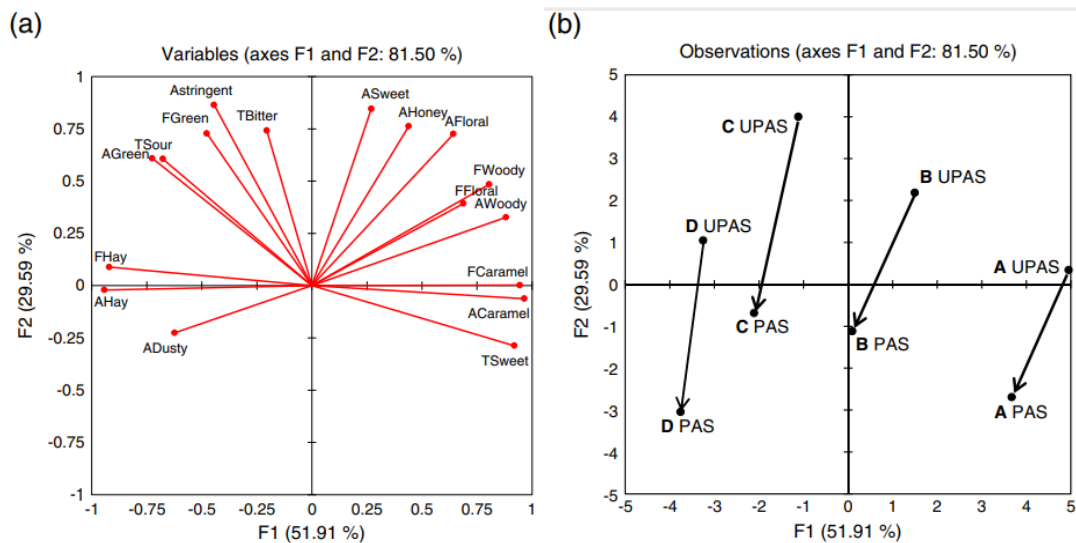 (a)
Variables (axes F1 and F2: 81.50 %)
F2 (29.59 %)
1
0.75
0.5
0.25
0
-0.25
-0.5
-0.75
-1
Astringent
FGreen
TBitter
TSour
AGreen
ASweet
AHoney
AFloral
FWoody
FFloral
AWoody
FHay
FCaramel
AHay
ACaramel
ADusty
TSweet
-1 -0.75 -0.5 -0.25 0 0.25 0.5 0.75 1
F1 (51.91 %)
(b)
Observations (axes F1 and F2: 81.50 %)
F2 (29.59 %)
5
4
3
2
1
0
-1
-2
-3
-4
-5
C UPAS
B UPAS
D UPAS
A UPAS
C PAS
B PAS
D PAS
A PAS
-5 -4 -3 -2 -1 0 1 2 3 4 5
F1 (51.91 %)